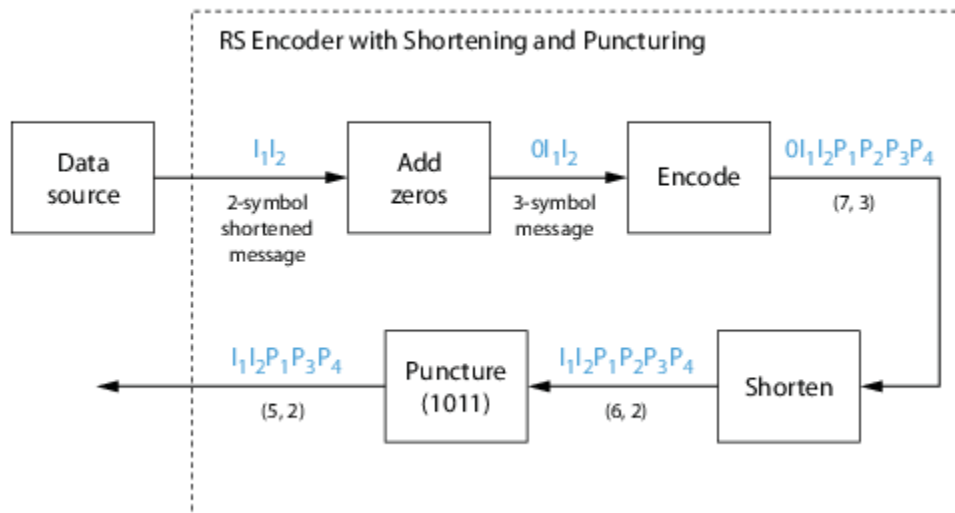 RS Encoder with Shortening and Puncturing
Data
source
I₁I₂
2-symbol
shortened
message
Add
zeros
0I₁I₂
3-symbol
message
Encode
0I₁I₂P₁P₂P₃P₄
(7, 3)
I₁I₂P₁P₃P₄
(5, 2)
Puncture
(1011)
I₁I₂P₁P₂P₃P₄
(6, 2)
Shorten